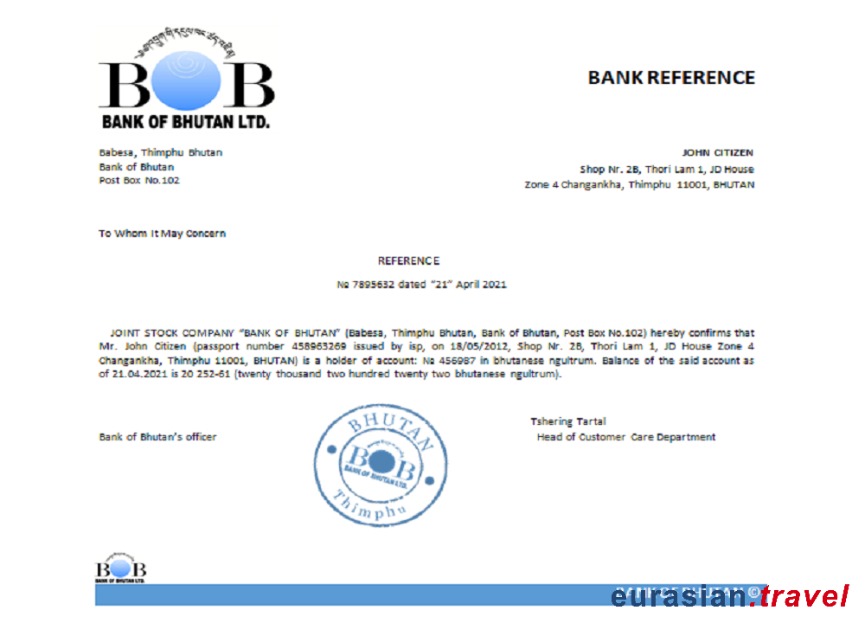 BOB
BANK OF BHUTAN LTD.
BANK REFERENCE
Babesa, Thimphu Bhutan
Bank of Bhutan
Post Box No.102
JOHN CITIZEN
Shop Nr. 2B, Thori Lam 1, JD House
Zone 4 Changankha, Thimphu 11001, BHUTAN
To Whom It May Concern
REFERENCE
№ 7895632 dated "21" April 2021
JOINT STOCK COMPANY "BANK OF BHUTAN" (Babesa, Thimphu Bhutan, Bank of Bhutan, Post Box No.102) hereby confirms that
Mr. John Citizen (passport number 458963269 issued by isp, on 18/05/2012, Shop Nr. 2B, Thori Lam 1, JD House Zone 4
Changankha, Thimphu 11001, BHUTAN) is a holder of account: № 456987 in bhutanese ngultrum. Balance of the said account as
of 21.04.2021 is 20 252-61 (twenty thousand two hundred twenty two bhutanese ngultrum).
Bank of Bhutan's officer
BHUTAN
BOB
BANK OF BHUTAN LTD.
Thimphu
Tshering Tartal
Head of Customer Care Department
BOB
BANK OF BHUTAN LTD.
BANK OF BHUTAN ©
eurasian.travel